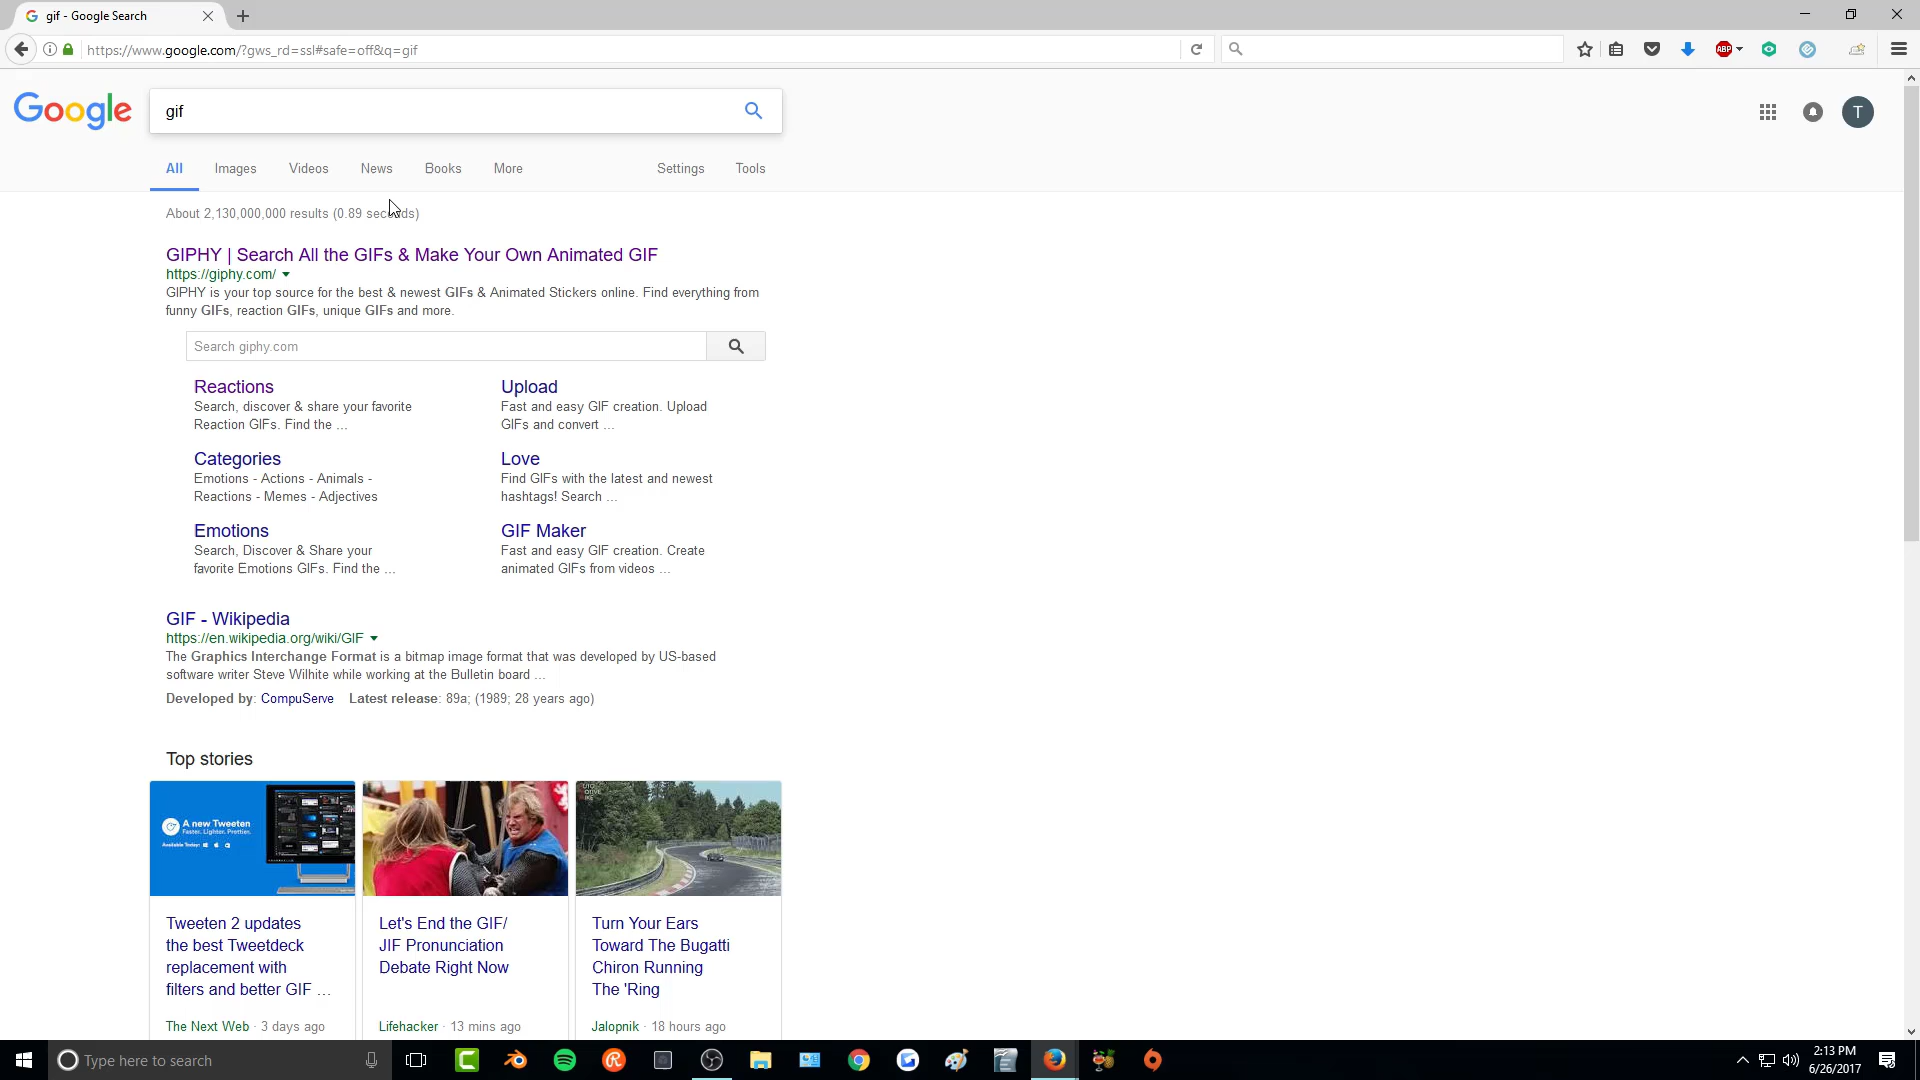 gif - Google Search
https://www.google.com/?gws_rd=ssl#safe=off&q=gif
ABP
Google
gif
T
All Images Videos News Books More Settings Tools
About 2,130,000,000 results (0.89 seconds)
GIPHY | Search All the GIFs & Make Your Own Animated GIF
https://giphy.com/
GIPHY is your top source for the best & newest GIFs & Animated Stickers online. Find everything from
funny GIFs, reaction GIFs, unique GIFs and more.
Search giphy.com
Reactions
Search, discover & share your favorite
Reaction GIFs. Find the ...
Upload
Fast and easy GIF creation. Upload
GIFs and convert ...
Categories
Emotions - Actions - Animals -
Reactions - Memes - Adjectives
Love
Find GIFs with the latest and newest
hashtags! Search ...
Emotions
Search, Discover & Share your
favorite Emotions GIFs. Find the ...
GIF Maker
Fast and easy GIF creation. Create
animated GIFs from videos ...
GIF - Wikipedia
https://en.wikipedia.org/wiki/GIF
The Graphics Interchange Format is a bitmap image format that was developed by US-based
software writer Steve Wilhite while working at the Bulletin board ...
Developed by: CompuServe Latest release: 89a; (1989; 28 years ago)
Top stories
A new Tweeten
Faster. Lighter. Prettier.
Available Today:
Tweeten 2 updates
the best Tweetdeck
replacement with
filters and better GIF ...
The Next Web · 3 days ago
Let's End the GIF/
JIF Pronunciation
Debate Right Now
Lifehacker · 13 mins ago
Turn Your Ears
Toward The Bugatti
Chiron Running
The 'Ring
Jalopnik · 18 hours ago
Type here to search
2:13 PM
6/26/2017